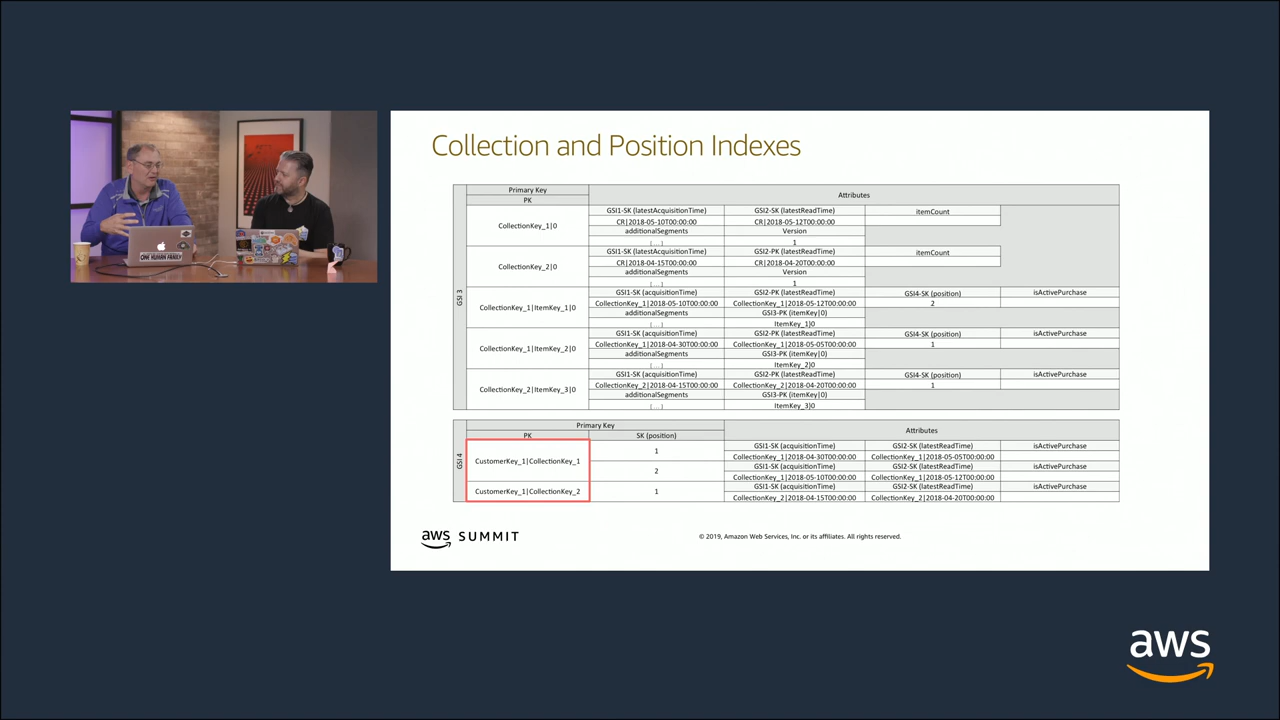 Collection and Position Indexes
Primary Key
Attributes
PK
GSI 3
CollectionKey_1|0
GSI1-SK (latestAcquisitionTime) GSI2-SK (latestReadTime) itemCount
CR|2018-05-10T00:00:00 CR|2018-05-12T00:00:00
additionalSegments Version
[...] 1
CollectionKey_2|0
GSI1-SK (latestAcquisitionTime) GSI2-PK (latestReadTime) itemCount
CR|2018-04-15T00:00:00 CR|2018-04-20T00:00:00
additionalSegments Version
[...] 1
CollectionKey_1|ItemKey_1|0
GSI1-SK (acquisitionTime) GSI2-PK (latestReadTime) GSI4-SK (position) isActivePurchase
CollectionKey_1|2018-05-10T00:00:00 CollectionKey_1|2018-05-12T00:00:00 2
additionalSegments GSI3-PK (itemKey|0)
[...] ItemKey_1|0
CollectionKey_1|ItemKey_2|0
GSI1-SK (acquisitionTime) GSI2-PK (latestReadTime) GSI4-SK (position) isActivePurchase
CollectionKey_1|2018-04-30T00:00:00 CollectionKey_1|2018-05-05T00:00:00 1
additionalSegments GSI3-PK (itemKey|0)
[...] ItemKey_2|0
CollectionKey_2|ItemKey_3|0
GSI1-SK (acquisitionTime) GSI2-PK (latestReadTime) GSI4-SK (position) isActivePurchase
CollectionKey_2|2018-04-15T00:00:00 CollectionKey_2|2018-04-20T00:00:00 1
additionalSegments GSI3-PK (itemKey|0)
[...] ItemKey_3|0
Primary Key
Attributes
PK SK (position)
GSI 4
CustomerKey_1|CollectionKey_1
1 GSI1-SK (acquisitionTime) GSI2-SK (latestReadTime) isActivePurchase
CollectionKey_1|2018-04-30T00:00:00 CollectionKey_1|2018-05-05T00:00:00
2 GSI1-SK (acquisitionTime) GSI2-SK (latestReadTime) isActivePurchase
CollectionKey_1|2018-05-10T00:00:00 CollectionKey_1|2018-05-12T00:00:00
CustomerKey_1|CollectionKey_2
1 GSI1-SK (acquisitionTime) GSI2-SK (latestReadTime) isActivePurchase
CollectionKey_2|2018-04-15T00:00:00 CollectionKey_2|2018-04-20T00:00:00
aws SUMMIT
© 2019, Amazon Web Services, Inc. or its affiliates. All rights reserved.
ONE HUMAN FAMILY
aws